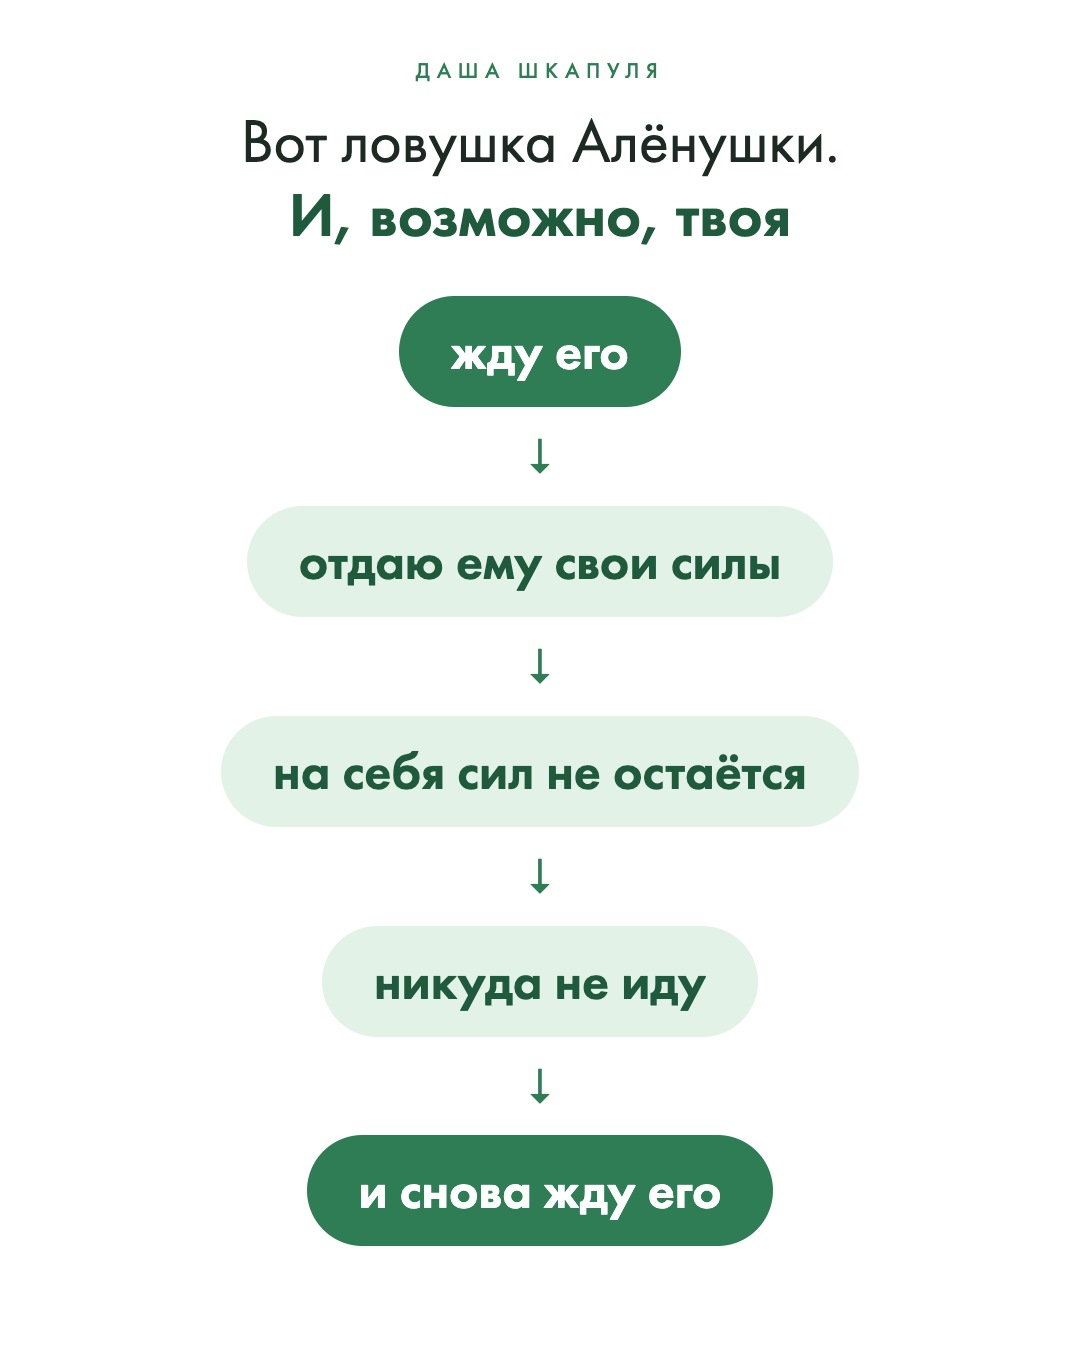 ДАША ШКАПУЛЯ
Вот ловушка Алёнушки.
И, возможно, твоя
жду его
↓
отдаю ему свои силы
↓
на себя сил не остаётся
↓
никуда не иду
↓
и снова жду его